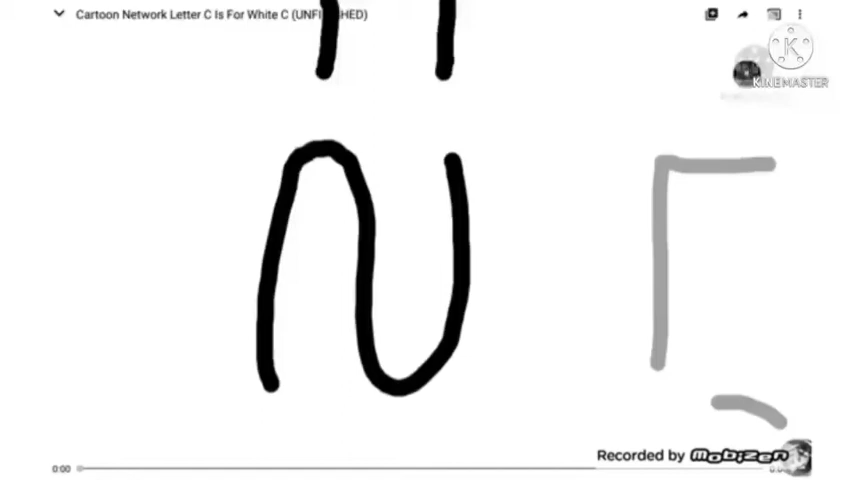 Cartoon Network Letter C Is For White C (UNFI HED)
K
KINEMASTER
N
Recorded by MOBIZEN
0:00